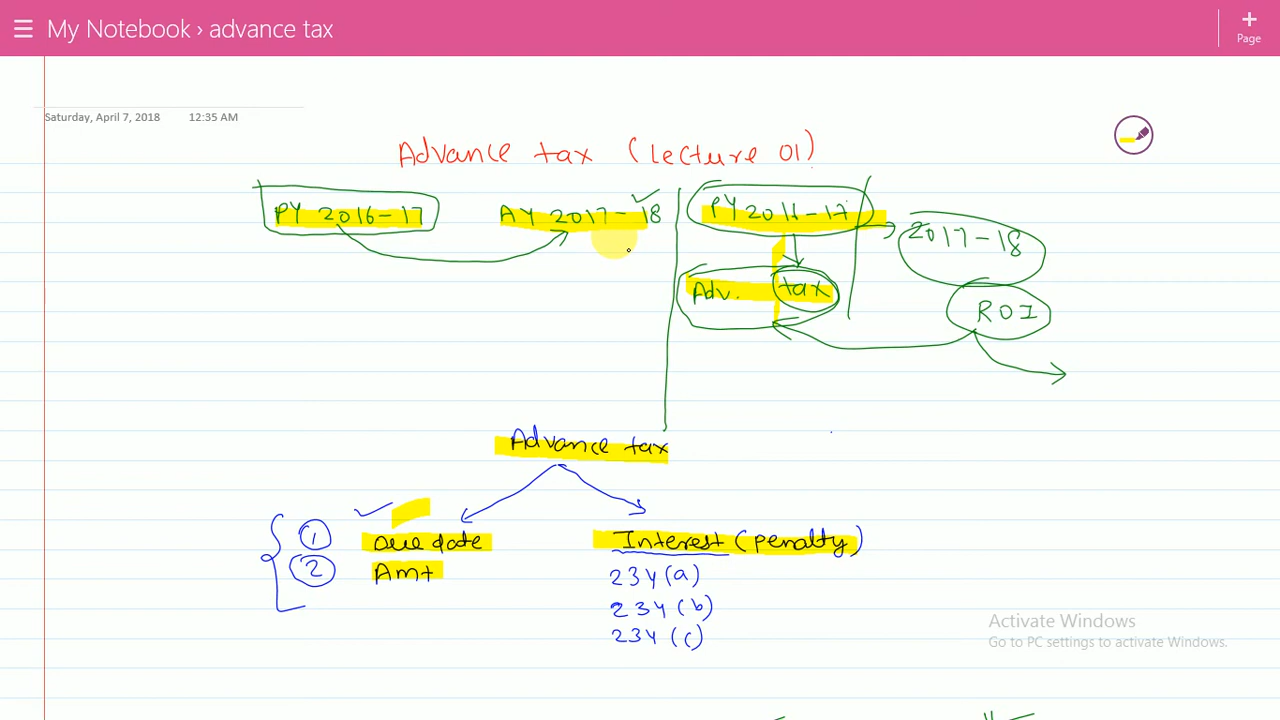 My Notebook › advance tax
Page
Saturday, April 7, 2018 12:35 AM
Advance tax (Lecture 01)
PY 2016-17 AY 2017-18 PY 2016-17 2017-18
Adv. tax
ROI
Advance tax
1 Due date Interest (Penalty)
2 Amt 234(a)
234(b)
234(c)
Activate Windows
Go to PC settings to activate Windows.